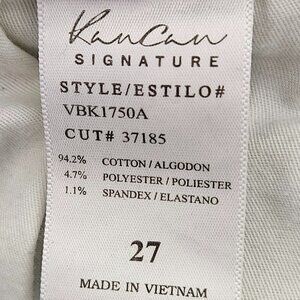 KanCan
SIGNATURE
STYLE/ESTILO#
VBK1750A
CUT# 37185
94.2% COTTON / ALGODON
4.7% POLYESTER / POLIESTER
1.1% SPANDEX / ELASTANO
27
MADE IN VIETNAM